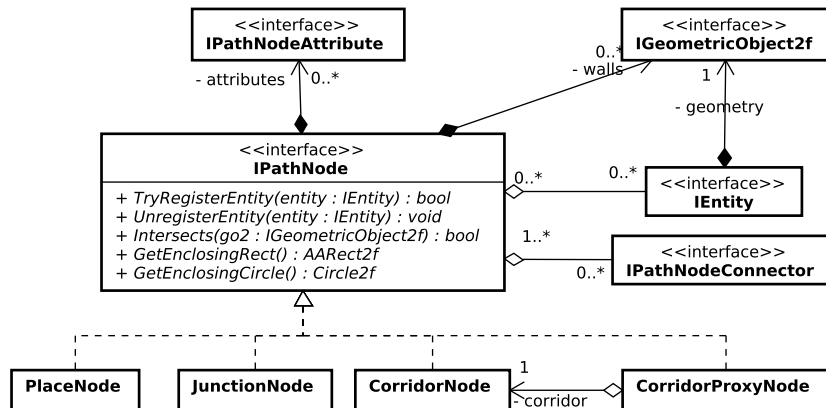 <<interface>>
IPathNodeAttribute
<<interface>>
IGeometricObject2f
- attributes
0..*
0..*
- walls
1
- geometry
<<interface>>
IPathNode
+ TryRegisterEntity(entity : IEntity) : bool
+ UnregisterEntity(entity : IEntity) : void
+ Intersects(go2 : IGeometricObject2f) : bool
+ GetEnclosingRect() : AARect2f
+ GetEnclosingCircle() : Circle2f
0..*
0..*
<<interface>>
IEntity
1..*
0..*
<<interface>>
IPathNodeConnector
PlaceNode
JunctionNode
CorridorNode
1
- corridor
CorridorProxyNode